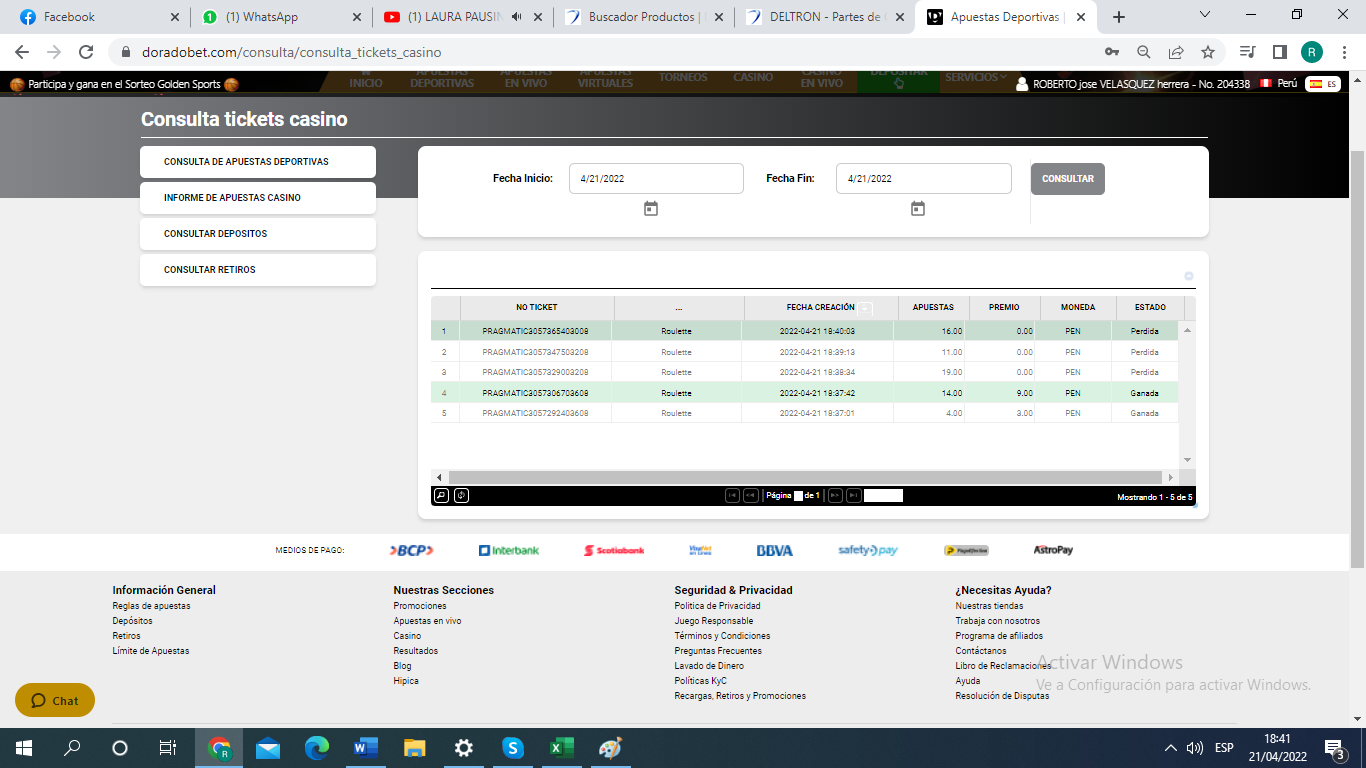 Facebook
(1) WhatsApp
(1) LAURA PAUSIN
Buscador Productos |
DELTRON - Partes de
Apuestas Deportivas |
doradobet.com/consulta/consulta_tickets_casino
R
Participa y gana en el Sorteo Golden Sports
INICIO
APUESTAS DEPORTIVAS
APUESTAS EN VIVO
APUESTAS VIRTUALES
TORNEOS
CASINO
CASINO EN VIVO
DEPOSITAR
SERVICIOS
ROBERTO jose VELASQUEZ herrera - No. 204338
Perú
ES
Consulta tickets casino
CONSULTA DE APUESTAS DEPORTIVAS
INFORME DE APUESTAS CASINO
CONSULTAR DEPOSITOS
CONSULTAR RETIROS
Fecha Inicio: 4/21/2022 Fecha Fin: 4/21/2022 CONSULTAR
NO TICKET ... FECHA CREACIÓN APUESTAS PREMIO MONEDA ESTADO
1 PRAGMATIC3057365403008 Roulette 2022-04-21 18:40:03 16.00 0.00 PEN Perdida
2 PRAGMATIC3057347503208 Roulette 2022-04-21 18:39:13 11.00 0.00 PEN Perdida
3 PRAGMATIC3057329003208 Roulette 2022-04-21 18:38:34 19.00 0.00 PEN Perdida
4 PRAGMATIC3057306703608 Roulette 2022-04-21 18:37:42 14.00 9.00 PEN Ganada
5 PRAGMATIC3057292403608 Roulette 2022-04-21 18:37:01 4.00 3.00 PEN Ganada
Página de 1
Mostrando 1 - 5 de 5
MEDIOS DE PAGO: BCP Interbank Scotiabank BBVA safetypay PagoEfectivo AstroPay
Información General
Reglas de apuestas
Depósitos
Retiros
Límite de Apuestas
Nuestras Secciones
Promociones
Apuestas en vivo
Casino
Resultados
Blog
Hipica
Seguridad & Privacidad
Politica de Privacidad
Juego Responsable
Términos y Condiciones
Preguntas Frecuentes
Lavado de Dinero
Políticas KyC
Recargas, Retiros y Promociones
¿Necesitas Ayuda?
Nuestras tiendas
Trabaja con nosotros
Programa de afiliados
Contáctanos
Libro de Reclamaciones
Ayuda
Resolución de Disputas
Activar Windows
Ve a Configuración para activar Windows.
Chat
ESP
18:41
21/04/2022
3